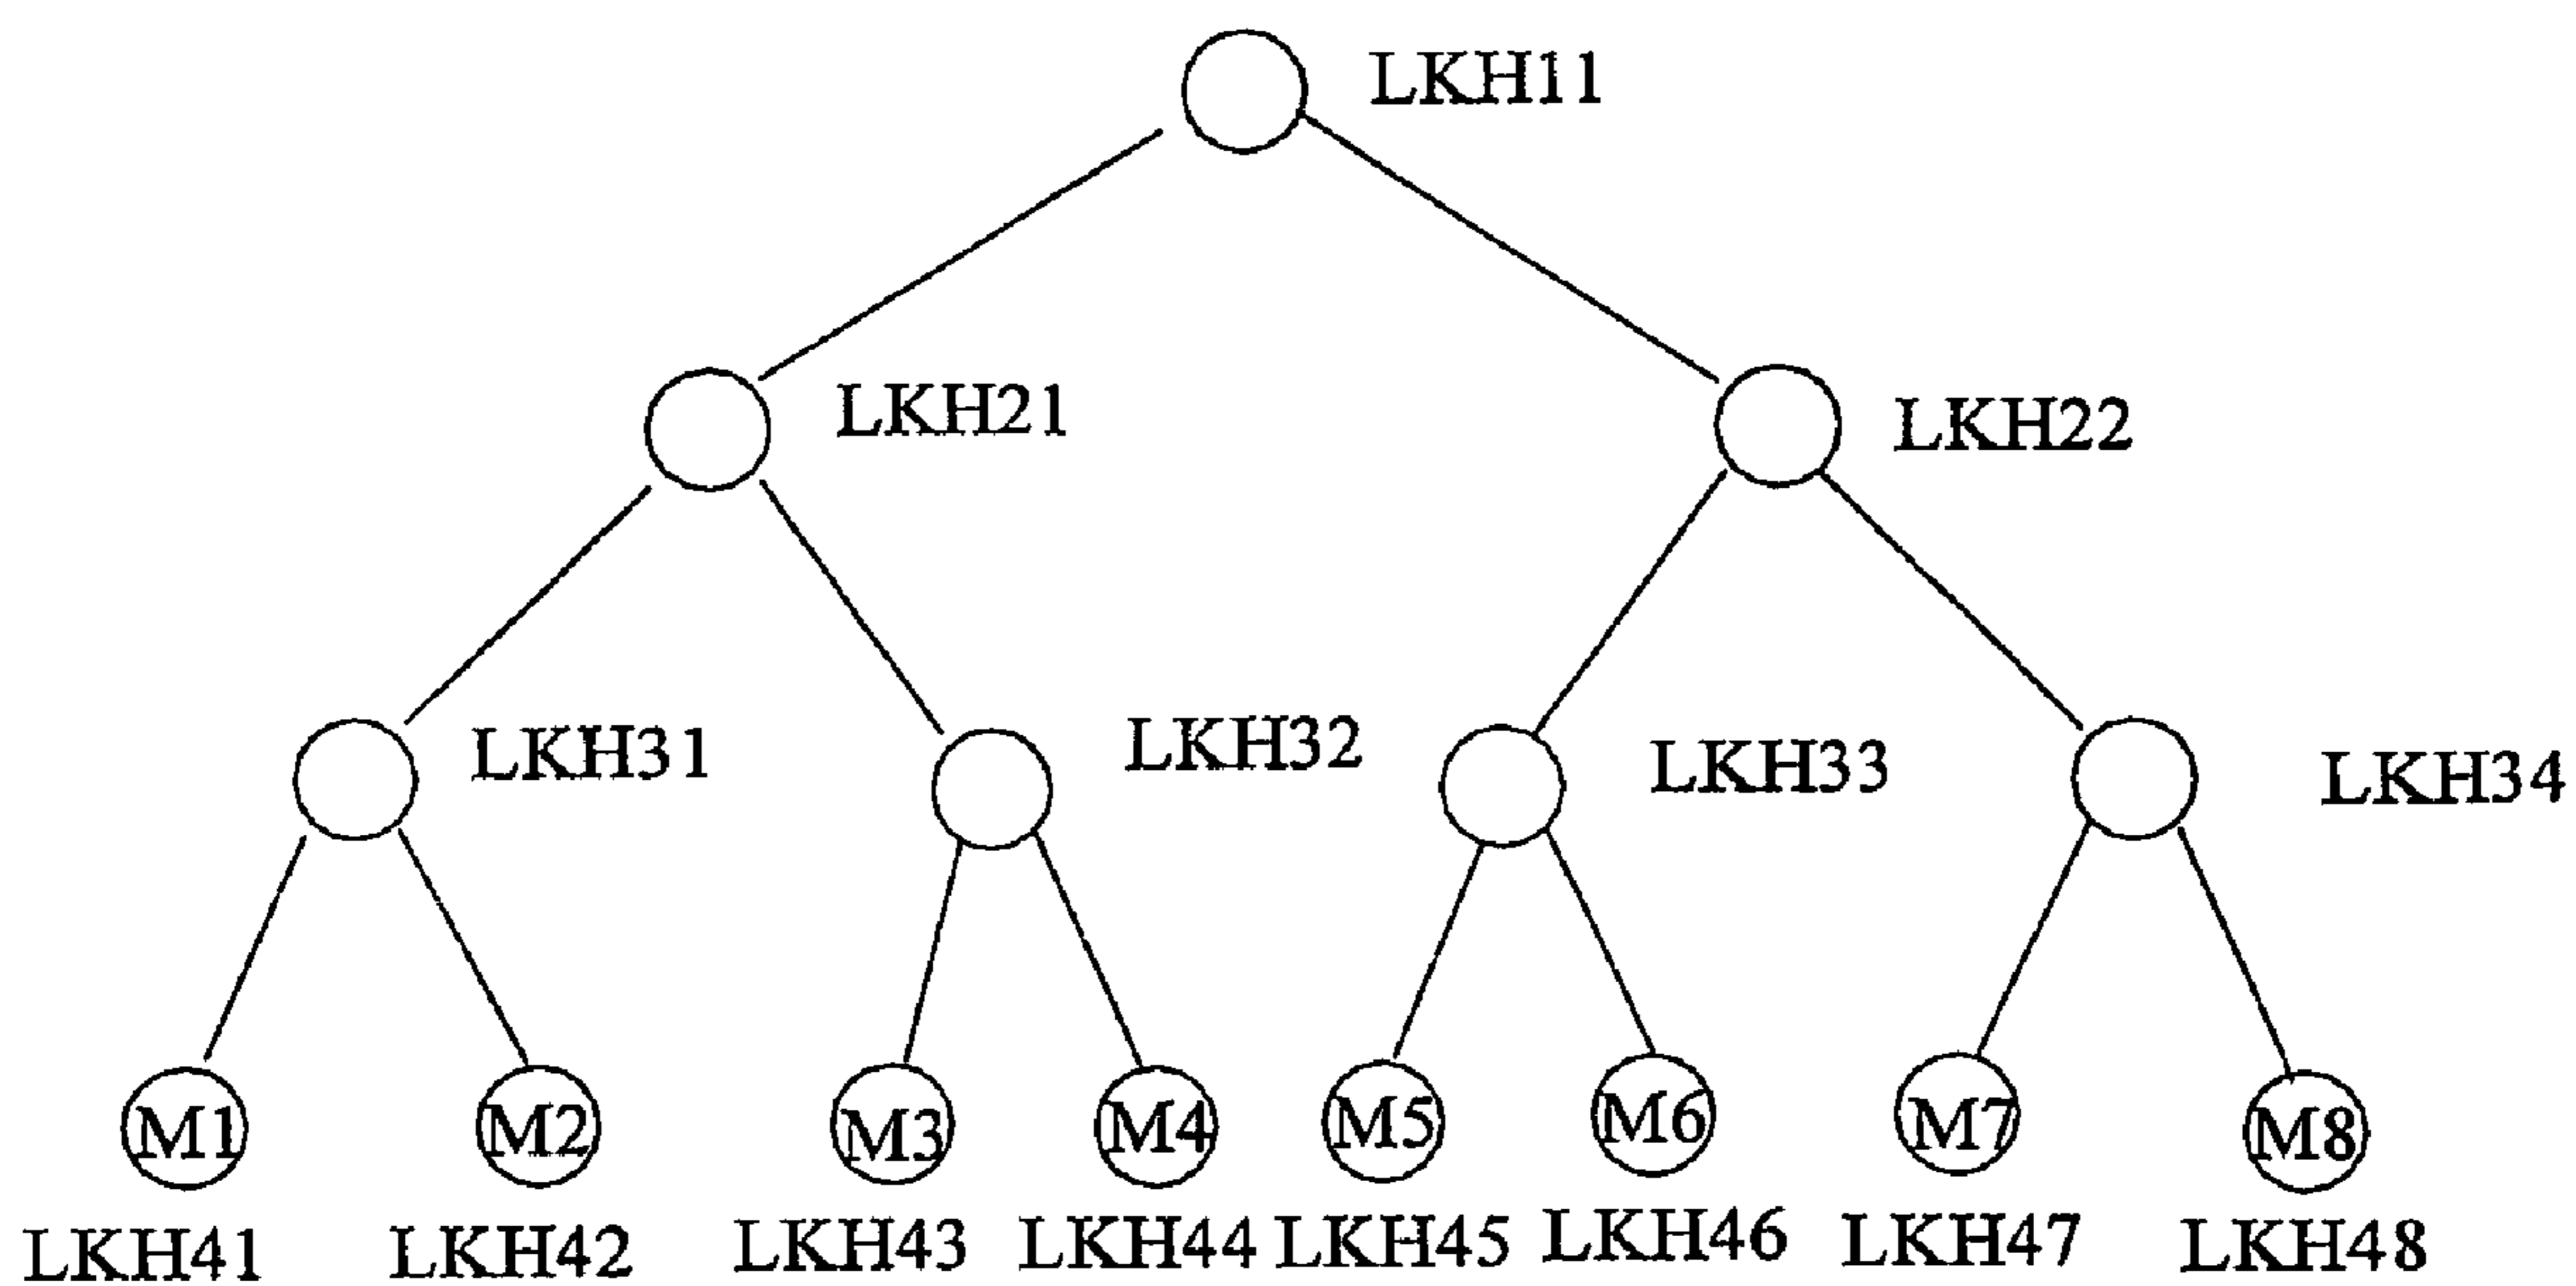 LKH11
LKH21
LKH22
LKH31
LKH32
LKH33
LKH34
M1 M2 M3 M4 M5 M6 M7 M8
LKH41 LKH42 LKH43 LKH44 LKH45 LKH46 LKH47 LKH48